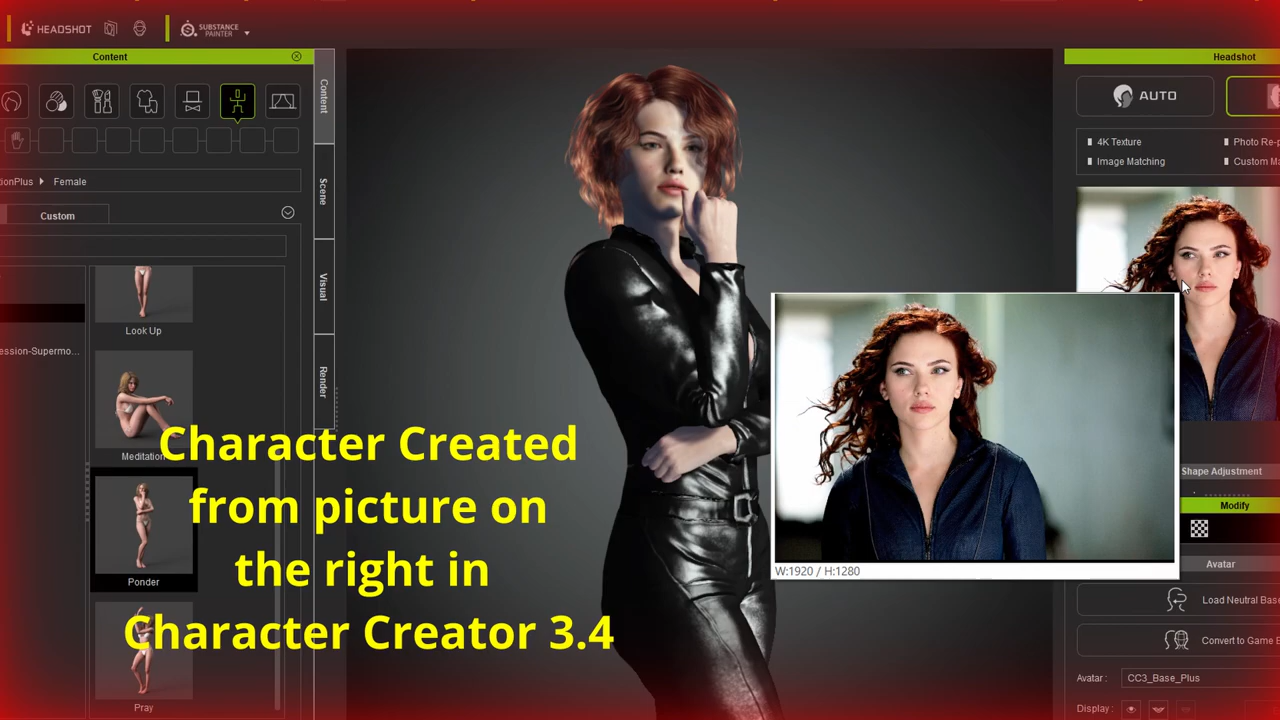 HEADSHOT
SUBSTANCE
PAINTER
Content
Headshot
AUTO
4K Texture
Photo Re-p
Image Matching
Custom Ma
tionPlus
Female
Custom
Content
Scene
Visual
Render
Look Up
ession-Supermo...
Meditation
Ponder
Pray
Character Created
from picture on
the right in
Character Creator 3.4
W:1920 / H:1280
Shape Adjustment
Modify
Avatar
Load Neutral Base
Convert to Game B
Avatar :
CC3_Base_Plus
Display :